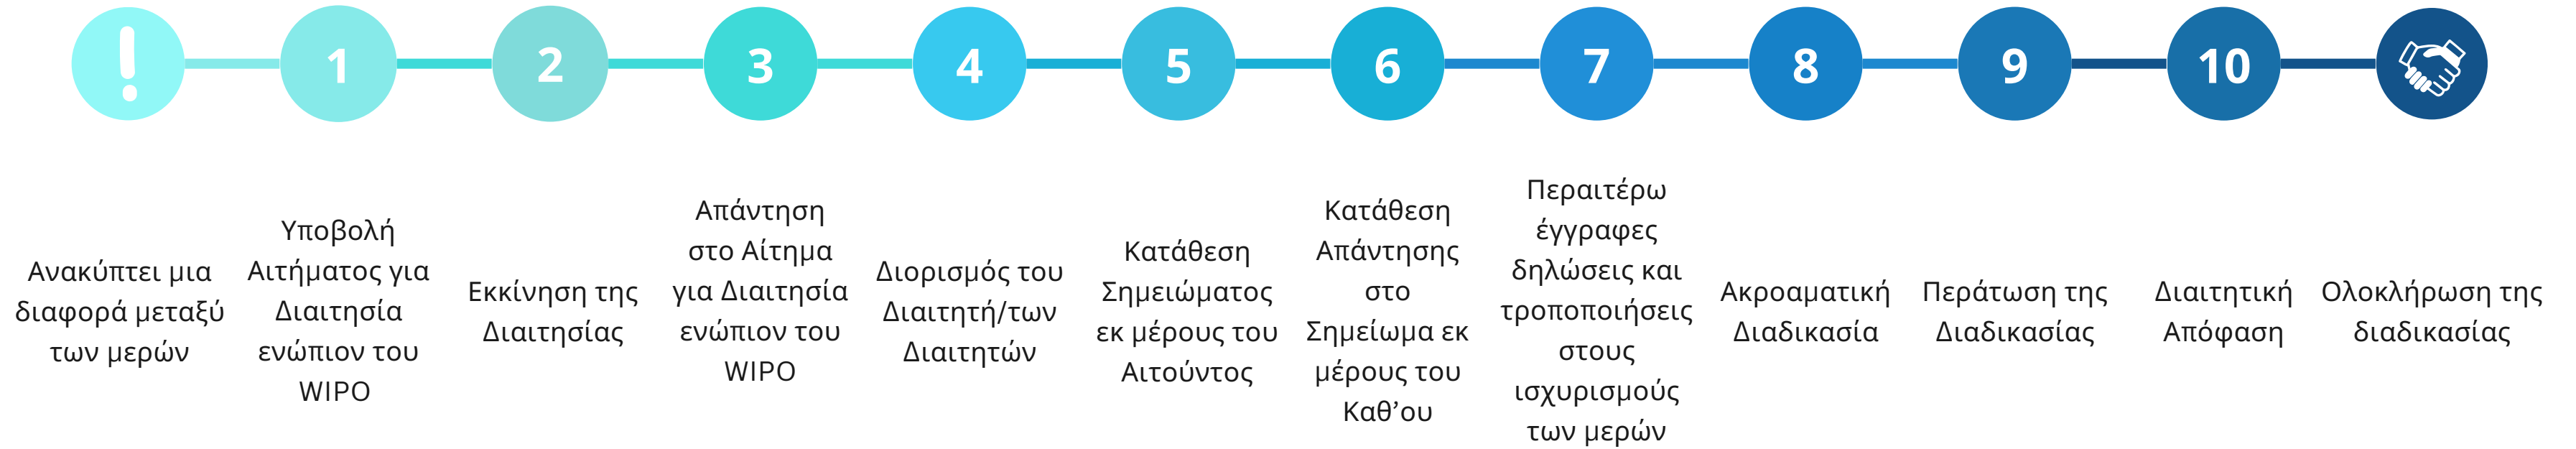 !
Ανακύπτει μια
διαφορά μεταξύ
των μερών
1
Υποβολή
Αιτήματος για
Διαιτησία
ενώπιον του
WIPO
2
Εκκίνηση της
Διαιτησίας
3
Απάντηση
στο Αίτημα
για Διαιτησία
ενώπιον του
WIPO
4
Διορισμός του
Διαιτητή/των
Διαιτητών
5
Κατάθεση
Σημειώματος
εκ μέρους του
Αιτούντος
6
Κατάθεση
Απάντησης
στο
Σημείωμα εκ
μέρους του
Καθ’ου
7
Περαιτέρω
έγγραφες
δηλώσεις και
τροποποιήσεις
στους
ισχυρισμούς
των μερών
8
Ακροαματική
Διαδικασία
9
Περάτωση της
Διαδικασίας
10
Διαιτητική
Απόφαση
Ολοκλήρωση της
διαδικασίας